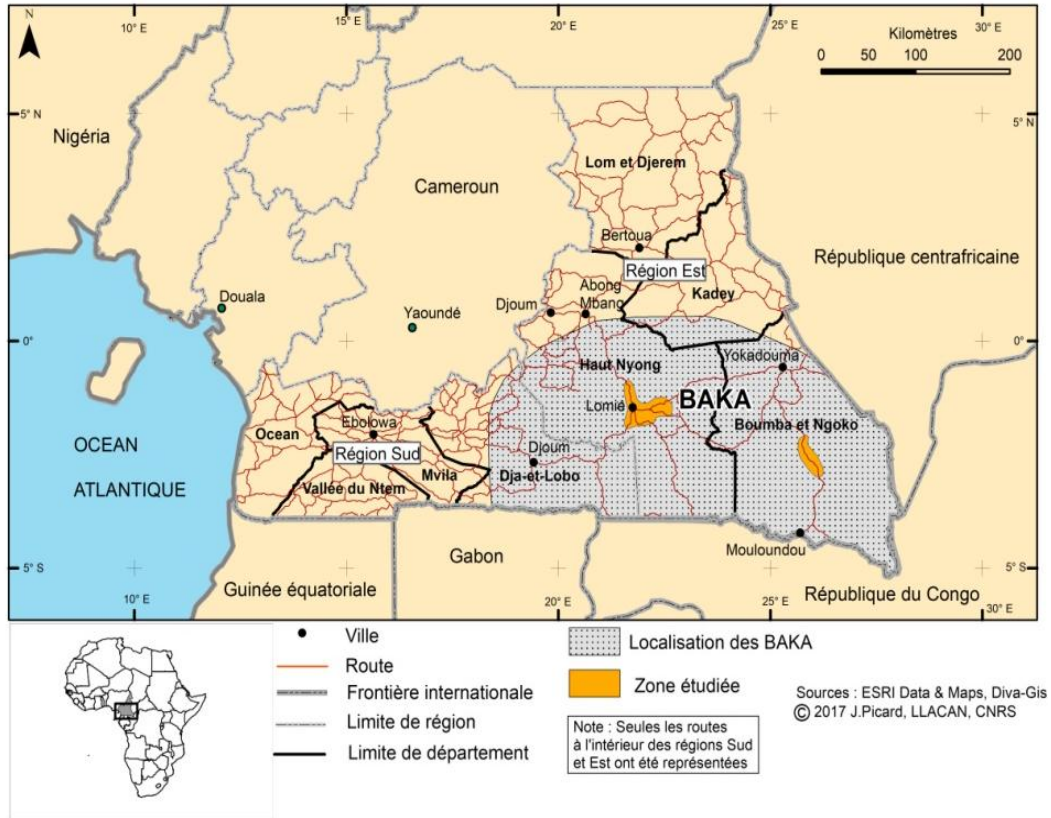 N
10° E
15° E
20° E
25° E
30° E
Kilomètres
0 50 100 200
5° N
5° N
Nigéria
Lom et Djerem
Cameroun
Bertoua
République centrafricaine
Région Est
Abong
Mbang
Kadey
Douala
Djoum
Yaoundé
0°
0°
Haut Nyong
Yokadouma
Lomié
BAKA
Boumba et Ngoko
Ocean
Ebolowa
OCEAN
ATLANTIQUE
Région Sud
Djoum
Mvila
Dja-et-Lobo
Vallée du Ntem
Mouloundou
Gabon
5° S
5° S
Guinée équatoriale
République du Congo
10° E
20° E
25° E
30° E
Ville
Route
Frontière internationale
Limite de région
Limite de département
Localisation des BAKA
Zone étudiée
Note : Seules les routes
à l'intérieur des régions Sud
et Est ont été représentées
Sources : ESRI Data & Maps, Diva-Gis
© 2017 J.Picard, LLACAN, CNRS